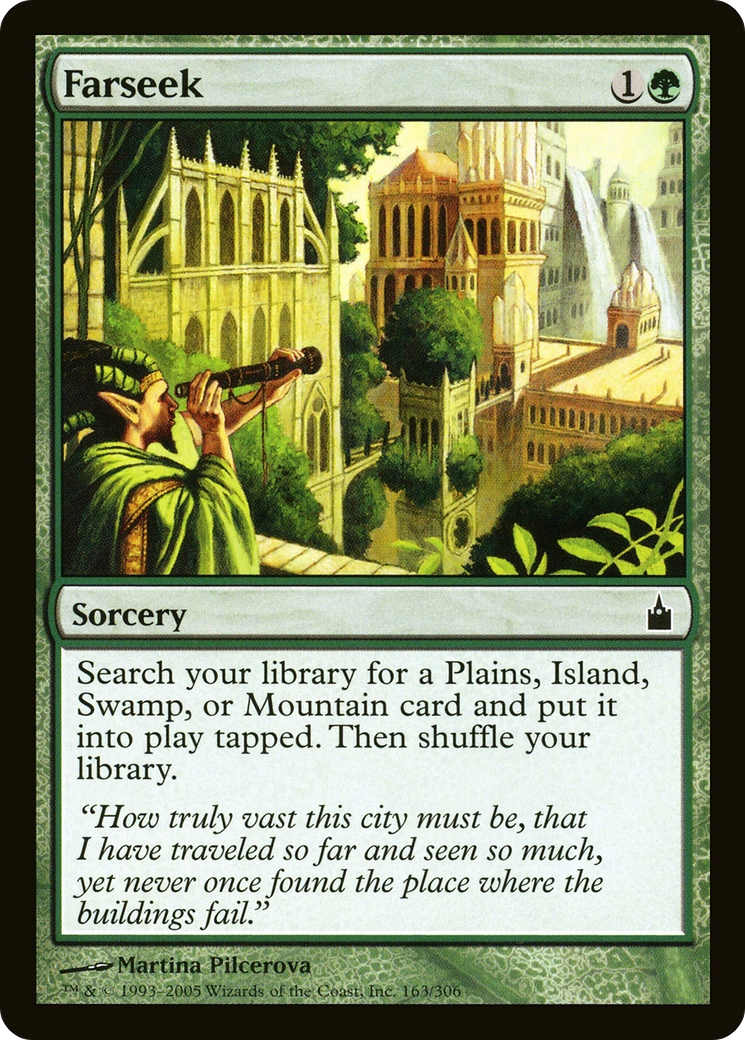 Farseek
1
Sorcery
Search your library for a Plains, Island,
Swamp, or Mountain card and put it
into play tapped. Then shuffle your
library.
“How truly vast this city must be, that
I have traveled so far and seen so much,
yet never once found the place where the
buildings fail.”
Martina Pilcerova
™ & © 1993–2005 Wizards of the Coast, Inc. 163/306